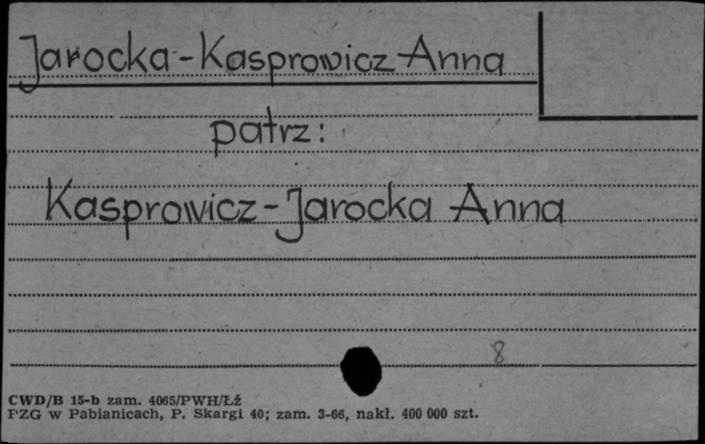 Jarocka-Kasprowicz Anna
patrz:
Kasprowicz-Jarocka Anna
8
CWD/B 15-b zam. 4065/PWH/Łź
PZG w Pabianicach, P. Skargi 40; zam. 3-66, nakł. 400 000 szt.